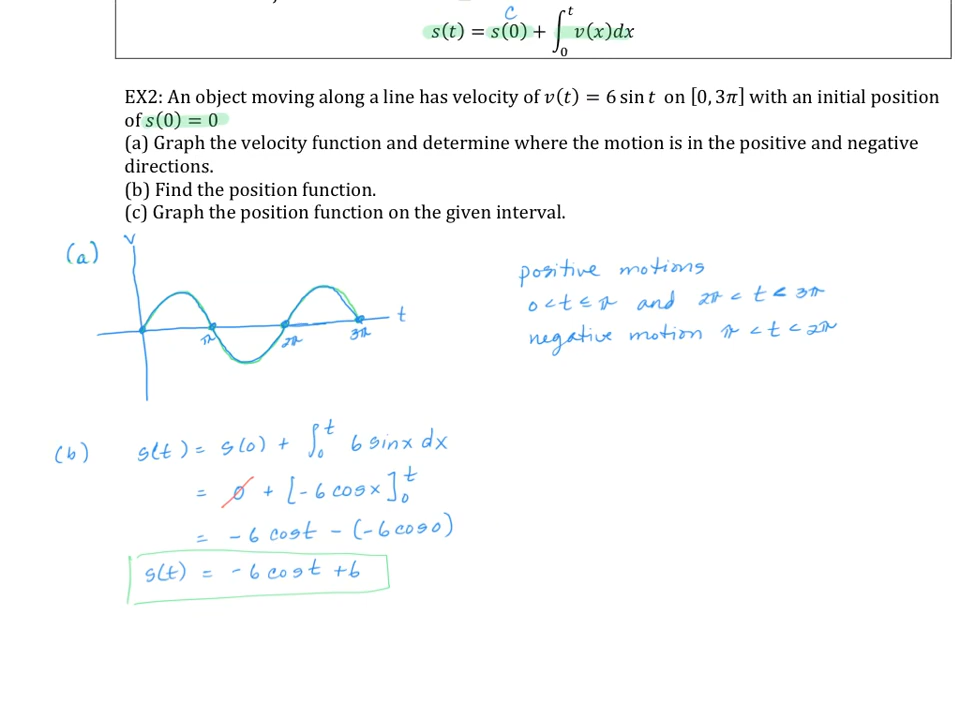 C
s(t) = s(0) + ∫₀ᵗ v(x)dx
EX2: An object moving along a line has velocity of v(t) = 6 sin t on [0, 3π] with an initial position
of s(0) = 0
(a) Graph the velocity function and determine where the motion is in the positive and negative
directions.
(b) Find the position function.
(c) Graph the position function on the given interval.
(a)
v
t
π
2π
3π
positive motions
0 < t ≤ π and 2π < t < 3π
negative motion π < t < 2π
(b) s(t) = s(0) + ∫₀ᵗ 6 sinx dx
= 0 + [-6 cosx]₀ᵗ
= -6 cost - (-6 cos0)
s(t) = -6 cost + 6